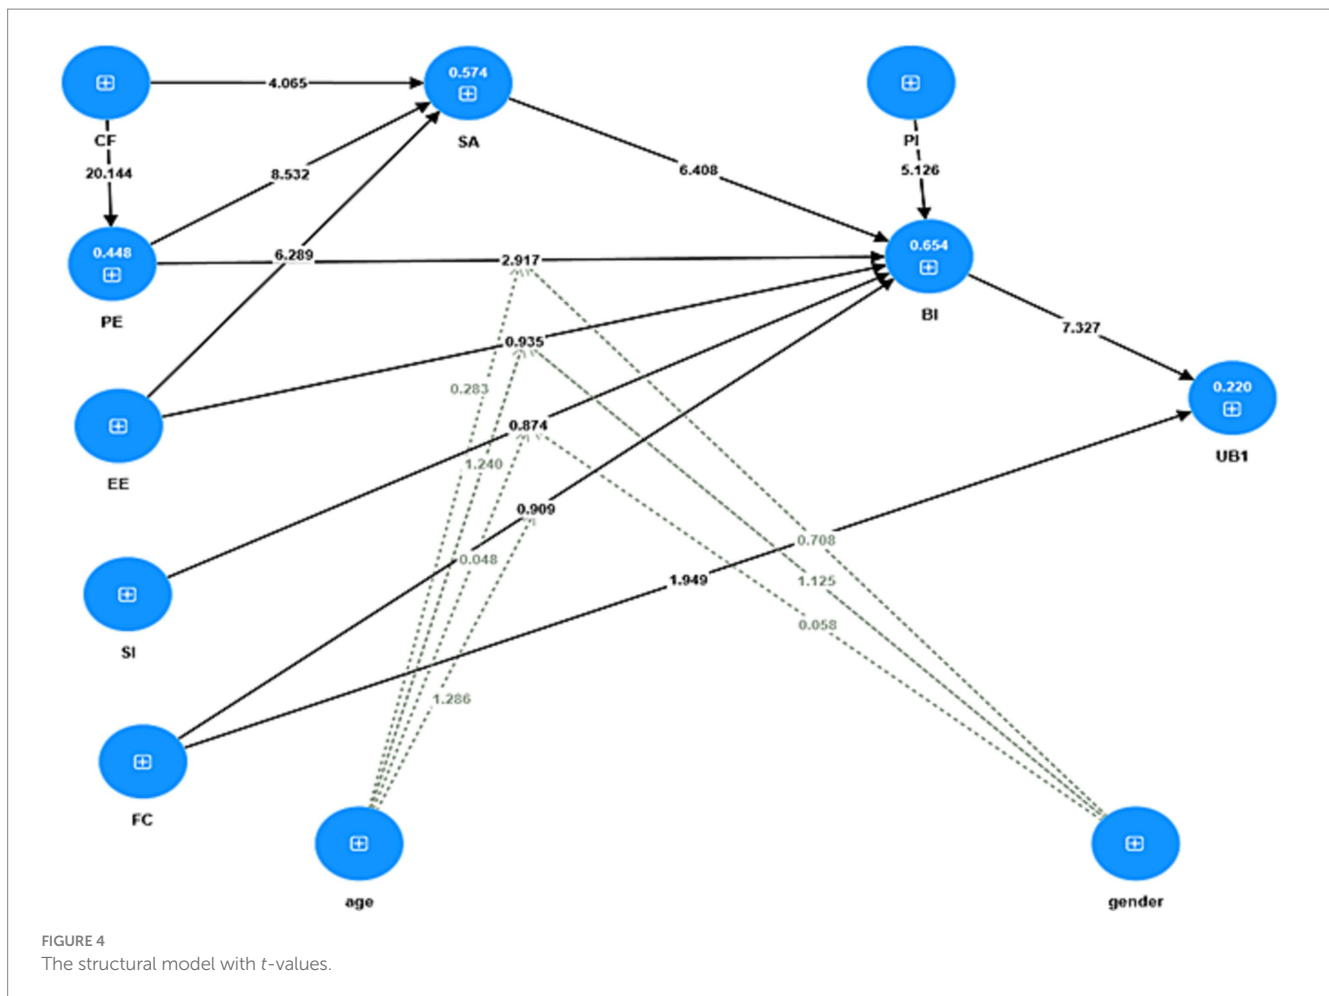 0.574
4.065
CF
SA
PI
20.144
8.532
6.408
5.126
0.448
6.289
2.917
0.654
PE
BI
7.327
0.935
0.283
0.220
0.874
UB1
1.240
EE
0.909
0.708
0.048
1.949
1.125
0.058
SI
1.286
FC
age
gender
FIGURE 4
The structural model with t-values.